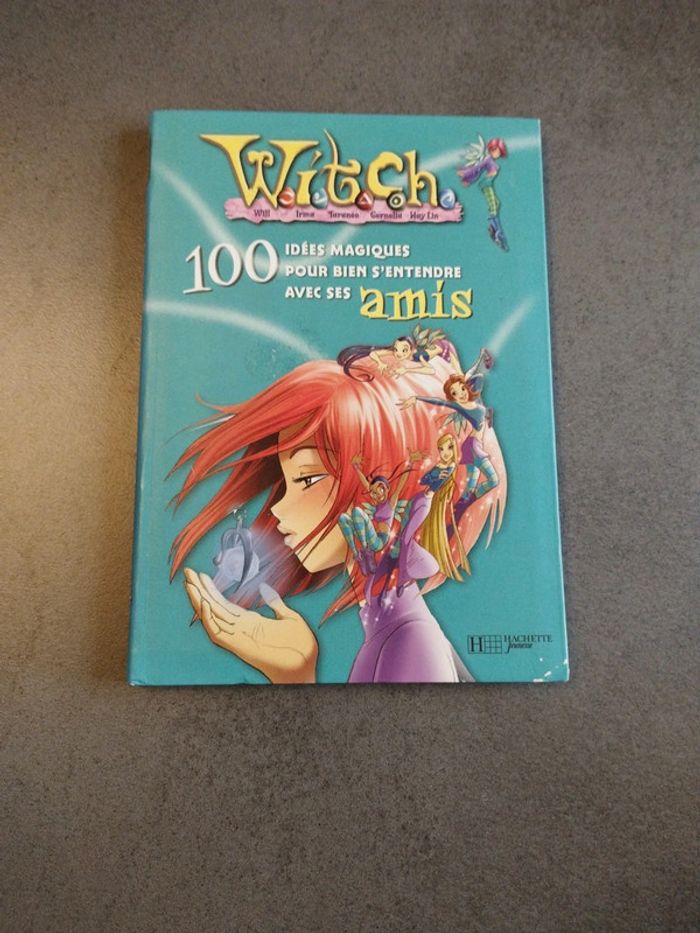 W.i.t.c.h.
Will Irma Taranee Cornelia Hay Lin
100 IDÉES MAGIQUES
POUR BIEN S'ENTENDRE
AVEC SES amis
H HACHETTE
Jeunesse